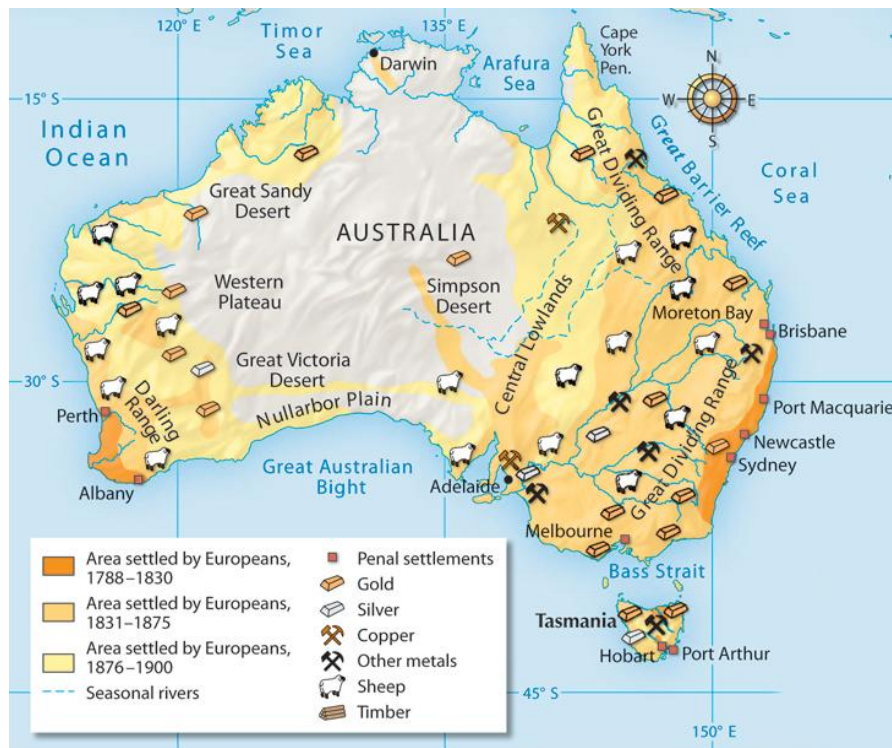 120° E
135° E
Timor
Sea
Darwin
Arafura
Sea
Cape
York
Pen.
N
W
E
S
15° S
Indian
Ocean
Great Dividing Range
Great Barrier Reef
Coral
Sea
Great Sandy
Desert
AUSTRALIA
Western
Plateau
Simpson
Desert
Central Lowlands
Moreton Bay
Brisbane
Great Victoria
Desert
30° S
Nullarbor Plain
Perth
Darling
Range
Port Macquarie
Great Dividing Range
Newcastle
Sydney
Albany
Great Australian
Bight
Adelaide
Melbourne
Bass Strait
Tasmania
Hobart
Port Arthur
45° S
150° E
Area settled by Europeans,
1788–1830
Area settled by Europeans,
1831–1875
Area settled by Europeans,
1876–1900
Seasonal rivers
Penal settlements
Gold
Silver
Copper
Other metals
Sheep
Timber